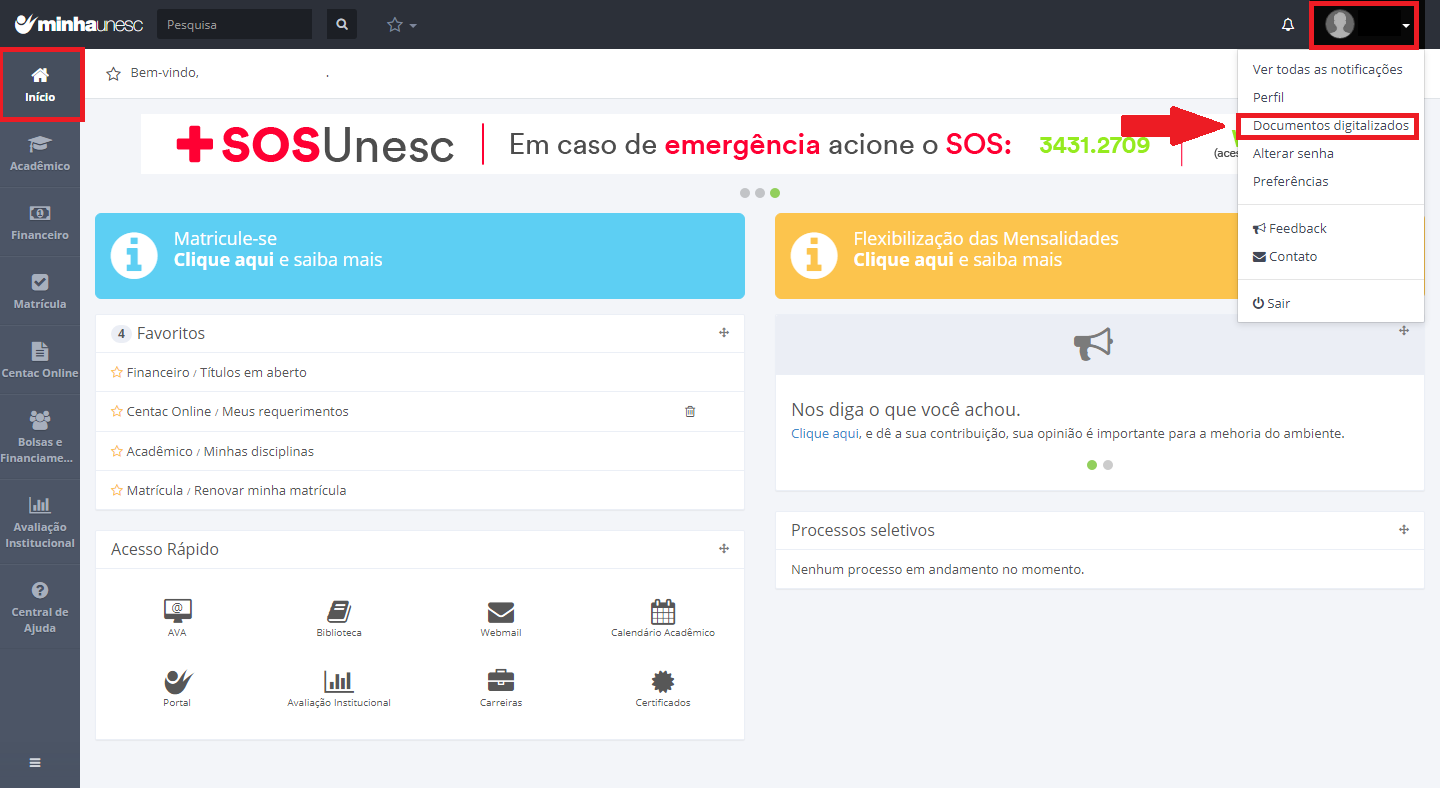 minhaunesc
Pesquisa
Início
Acadêmico
Financeiro
Matrícula
Centac Online
Bolsas e
Financiame...
Avaliação
Institucional
Central de
Ajuda
Bem-vindo, .
+SOSUnesc
Em caso de emergência acione o SOS:
3431.2709
Ver todas as notificações
Perfil
Documentos digitalizados
Alterar senha
Preferências
Feedback
Contato
Sair
Matricule-se
Clique aqui e saiba mais
Flexibilização das Mensalidades
Clique aqui e saiba mais
4 Favoritos
Financeiro / Títulos em aberto
Centac Online / Meus requerimentos
Acadêmico / Minhas disciplinas
Matrícula / Renovar minha matrícula
Nos diga o que você achou.
Clique aqui, e dê a sua contribuição, sua opinião é importante para a mehoria do ambiente.
Processos seletivos
Nenhum processo em andamento no momento.
Acesso Rápido
AVA
Biblioteca
Webmail
Calendário Acadêmico
Portal
Avaliação Institucional
Carreiras
Certificados